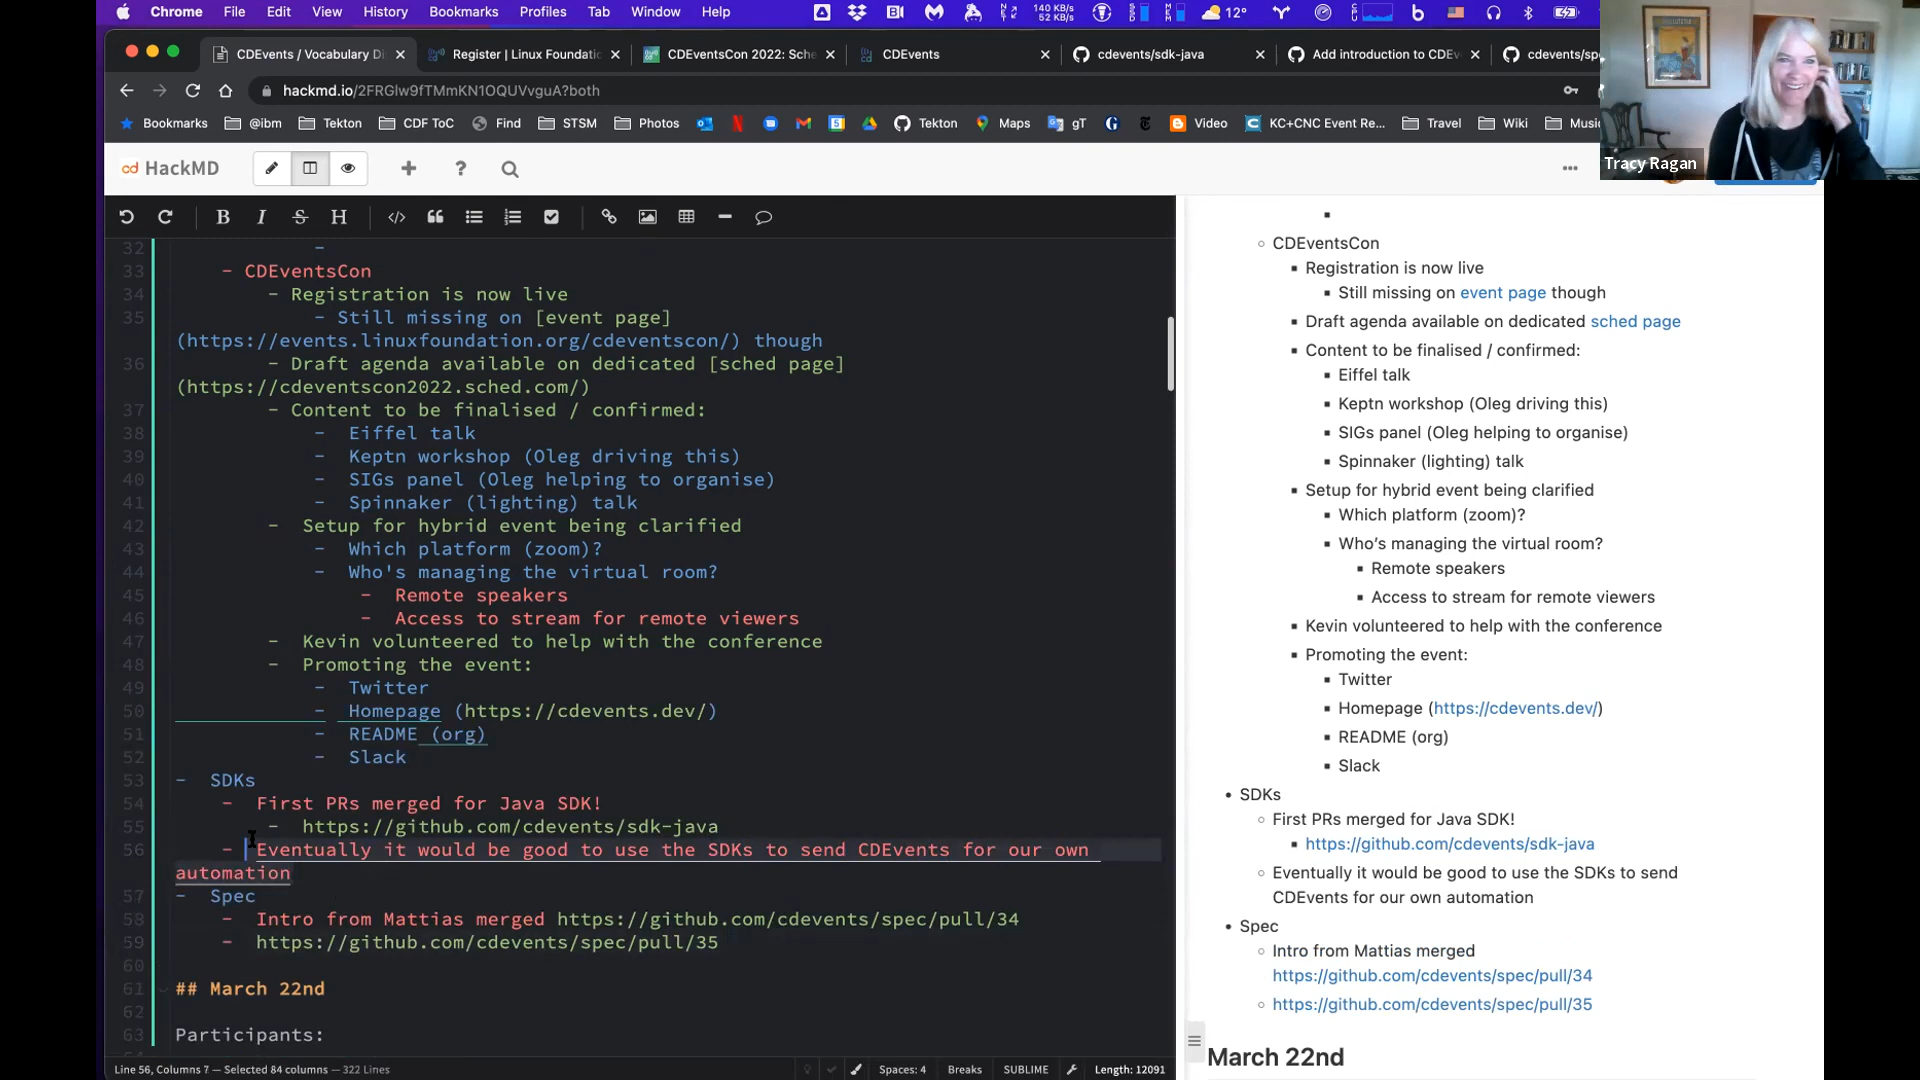 Chrome File Edit View History Bookmarks Profiles Tab Window Help
140 KB/s
52 KB/s
12°
CDEvents / Vocabulary Di
Register | Linux Foundatio
CDEventsCon 2022: Sche
CDEvents
cdevents/sdk-java
Add introduction to CDEv
cdevents/spe
hackmd.io/2FRGlw9fTMmKN1OQUVvguA?both
Bookmarks @ibm Tekton CDF ToC Find STSM Photos Tekton Maps gT Video KC+CNC Event Re... Travel Wiki Music
Tracy Ragan
HackMD
32 -
33 - CDEventsCon
34 - Registration is now live
35 - Still missing on [event page]
(https://events.linuxfoundation.org/cdeventscon/) though
36 - Draft agenda available on dedicated [sched page]
(https://cdeventscon2022.sched.com/)
37 - Content to be finalised / confirmed:
38 - Eiffel talk
39 - Keptn workshop (Oleg driving this)
40 - SIGs panel (Oleg helping to organise)
41 - Spinnaker (lighting) talk
42 - Setup for hybrid event being clarified
43 - Which platform (zoom)?
44 - Who's managing the virtual room?
45 - Remote speakers
46 - Access to stream for remote viewers
47 - Kevin volunteered to help with the conference
48 - Promoting the event:
49 - Twitter
50 - Homepage (https://cdevents.dev/)
51 - README (org)
52 - Slack
53 - SDKs
54 - First PRs merged for Java SDK!
55 - https://github.com/cdevents/sdk-java
56 - Eventually it would be good to use the SDKs to send CDEvents for our own
automation
57 - Spec
58 - Intro from Mattias merged https://github.com/cdevents/spec/pull/34
59 - https://github.com/cdevents/spec/pull/35
60
61 ## March 22nd
62
63 Participants:
Line 56, Columns 7 — Selected 84 columns — 322 Lines
Spaces: 4 Breaks SUBLIME Length: 12091
CDEventsCon
Registration is now live
Still missing on event page though
Draft agenda available on dedicated sched page
Content to be finalised / confirmed:
Eiffel talk
Keptn workshop (Oleg driving this)
SIGs panel (Oleg helping to organise)
Spinnaker (lighting) talk
Setup for hybrid event being clarified
Which platform (zoom)?
Who's managing the virtual room?
Remote speakers
Access to stream for remote viewers
Kevin volunteered to help with the conference
Promoting the event:
Twitter
Homepage (https://cdevents.dev/)
README (org)
Slack
SDKs
First PRs merged for Java SDK!
https://github.com/cdevents/sdk-java
Eventually it would be good to use the SDKs to send
CDEvents for our own automation
Spec
Intro from Mattias merged
https://github.com/cdevents/spec/pull/34
https://github.com/cdevents/spec/pull/35
March 22nd